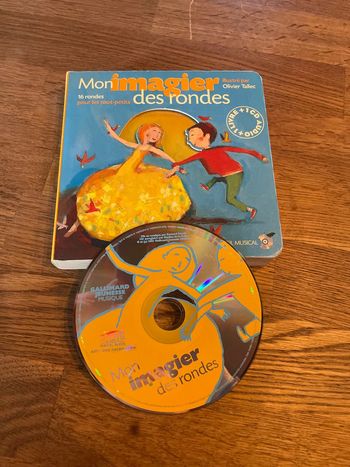 Mon imagier
des rondes
16 rondes
pour les tout-petits
illustré par
Olivier Tallec
1 LIVRE + 1 CD AUDIO
MUSICAL
GALLIMARD
JEUNESSE
MUSIQUE
Mon
imagier
des rondes